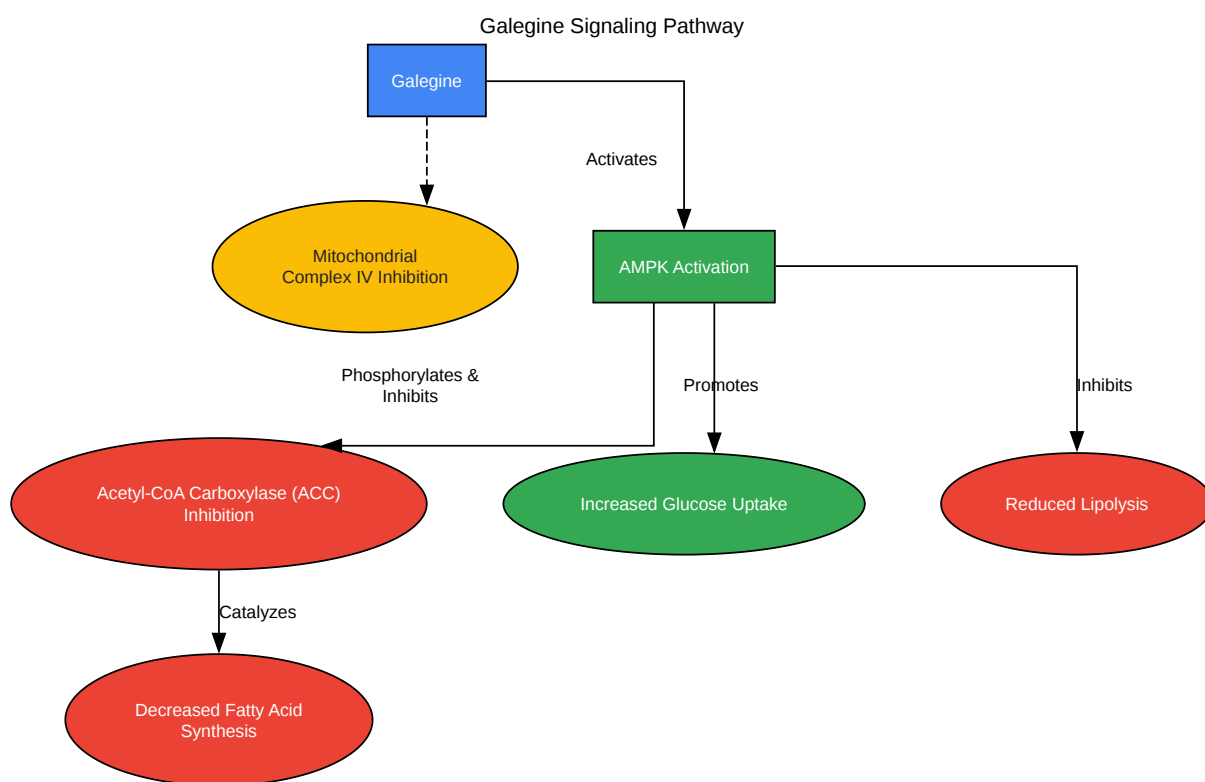 Galegine Signaling Pathway
Galegine
Activates
Mitochondrial
Complex IV Inhibition
AMPK Activation
Phosphorylates &
Inhibits
Promotes
Inhibits
Acetyl-CoA Carboxylase (ACC)
Inhibition
Increased Glucose Uptake
Reduced Lipolysis
Catalyzes
Decreased Fatty Acid
Synthesis